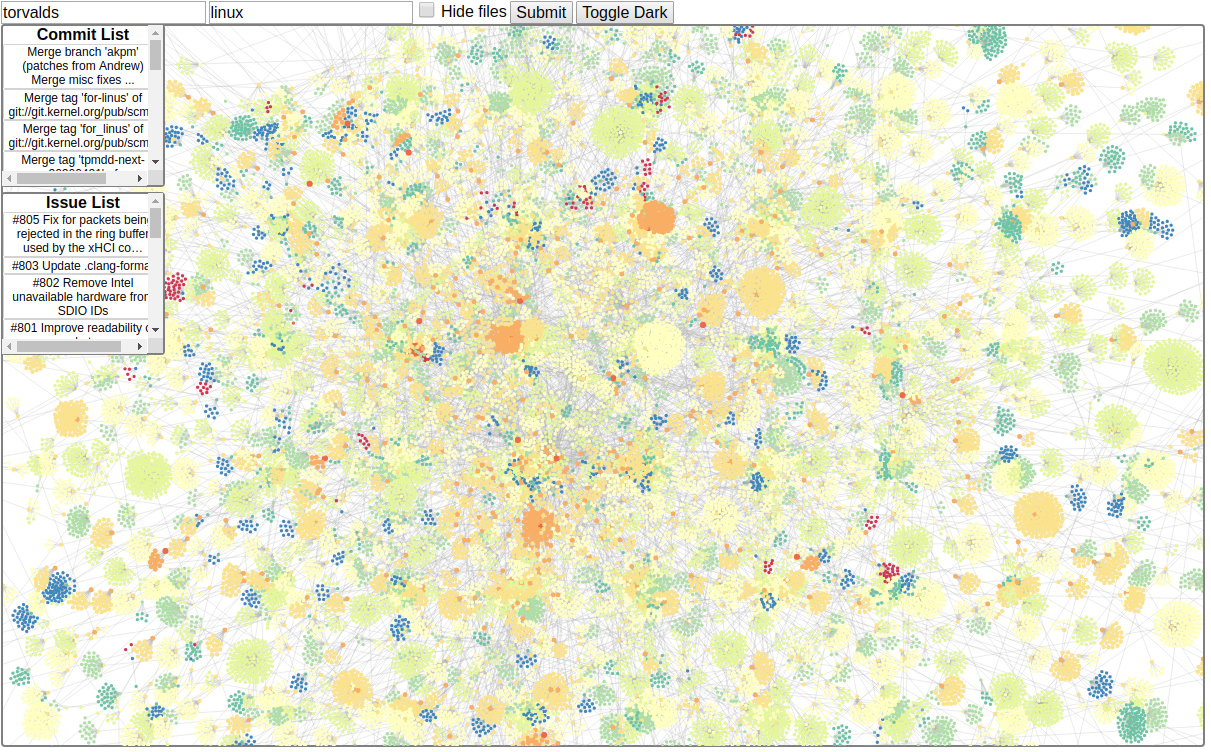 torvalds
linux
Hide files
Submit
Toggle Dark
Commit List
Merge branch 'akpm'
(patches from Andrew)
Merge misc fixes ...
Merge tag 'for-linus' of
git://git.kernel.org/pub/scm
Merge tag 'for_linus' of
git://git.kernel.org/pub/scm
Merge tag 'tpmdd-next-
Issue List
#805 Fix for packets being
rejected in the ring buffer
used by the xHCI co…
#803 Update .clang-forma
#802 Remove Intel
unavailable hardware from
SDIO IDs
#801 Improve readability